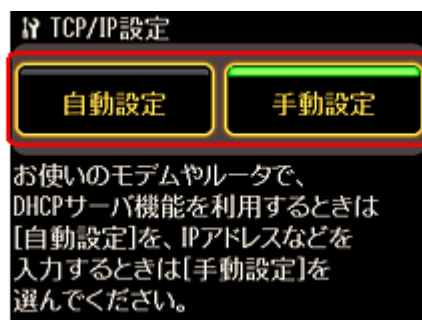 TCP/IP設定
自動設定 手動設定
お使いのモデムやルータで、
DHCPサーバ機能を利用するときは
[自動設定]を、IPアドレスなどを
入力するときは[手動設定]を
選んでください。